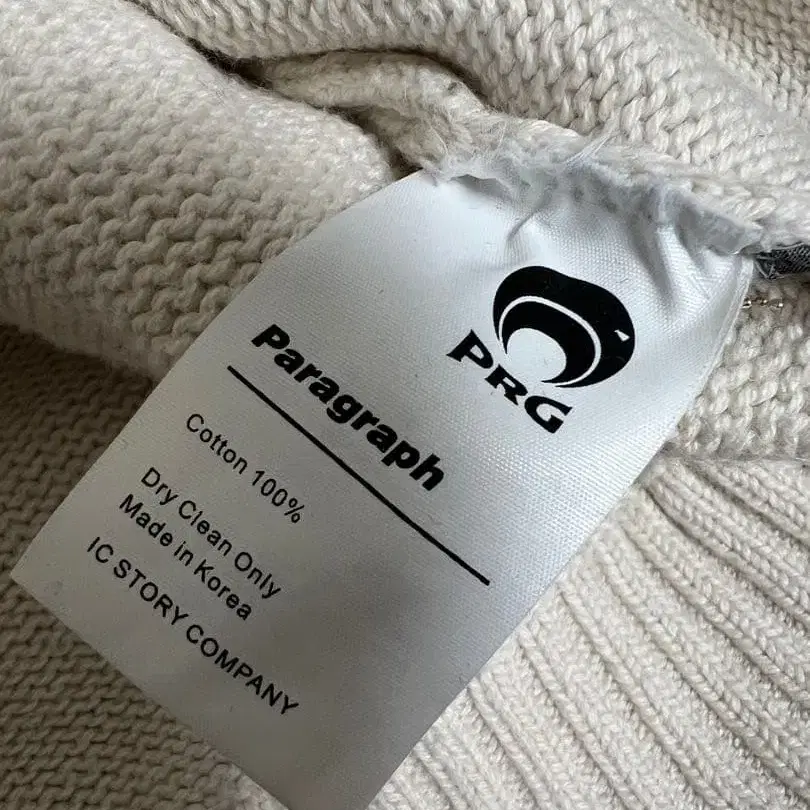 PRG
Paragraph
Cotton 100%
Dry Clean Only
Made in Korea
IC STORY COMPANY